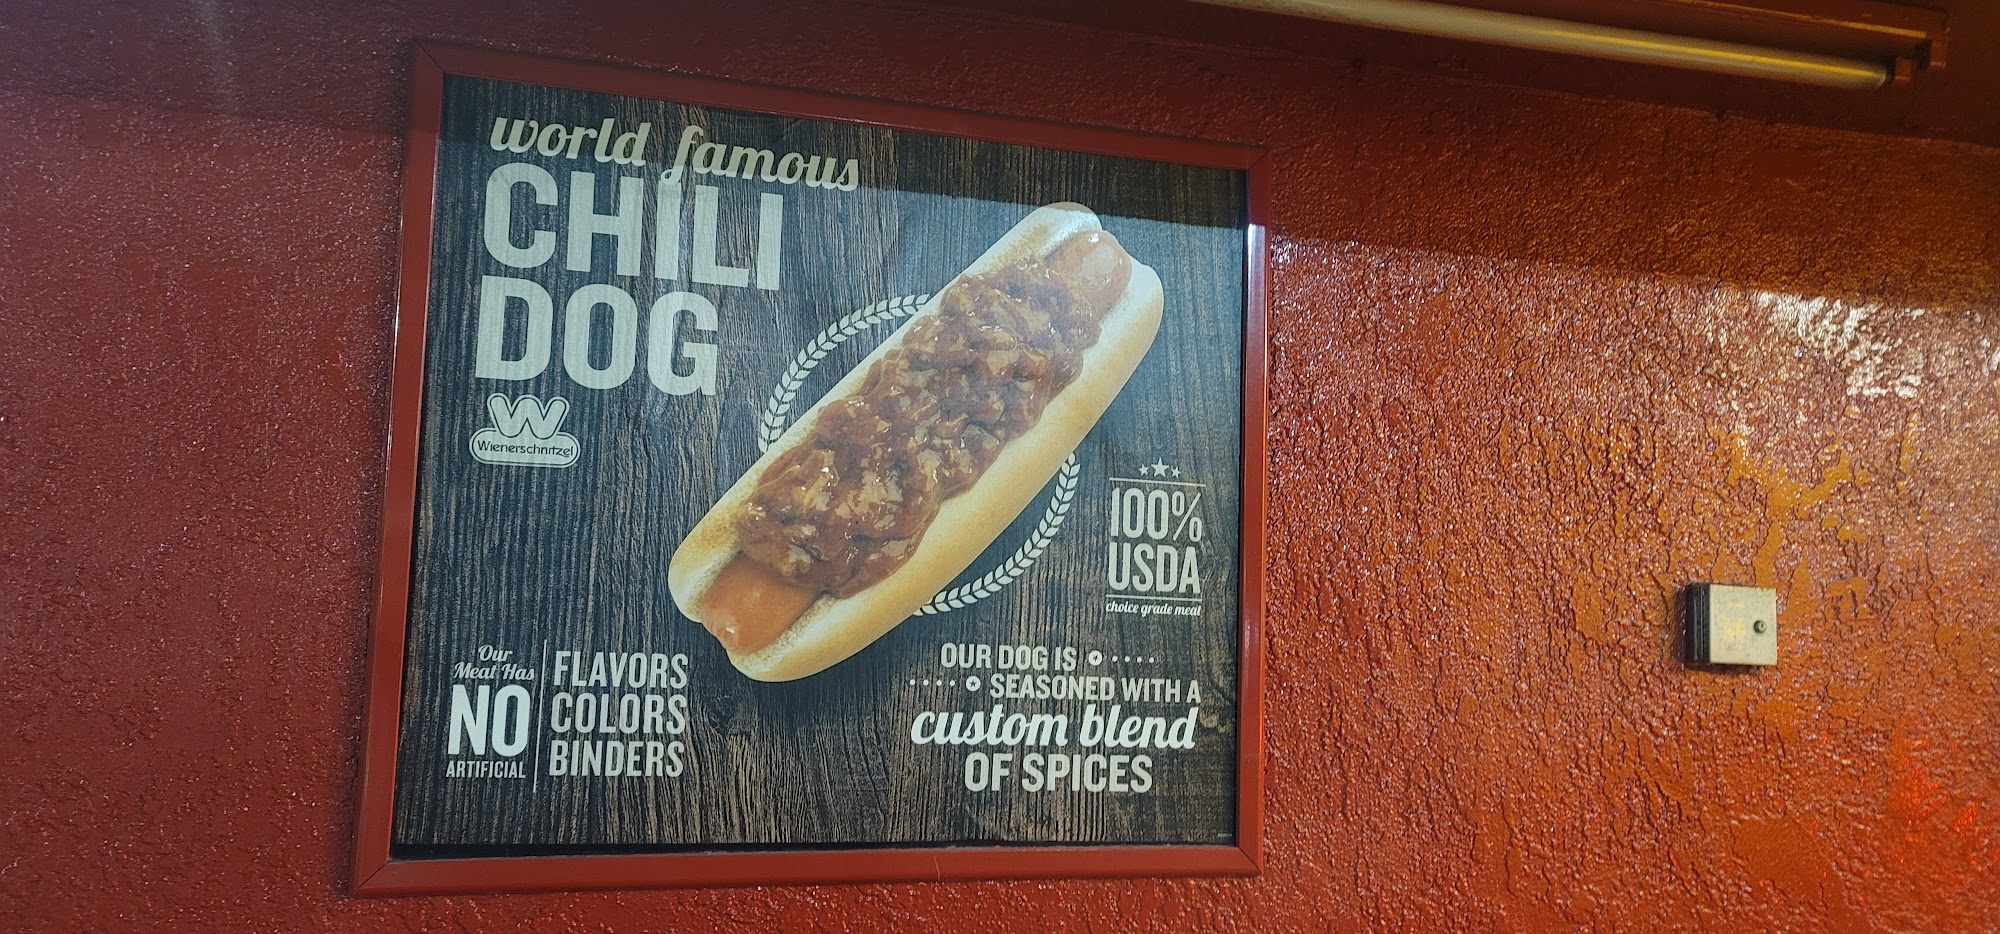 world famous
CHILI
DOG
W
Wienerschnitzel
100%
USDA
choice grade meat
Our
Meat Has
NO
ARTIFICIAL
FLAVORS
COLORS
BINDERS
OUR DOG IS
SEASONED WITH A
custom blend
OF SPICES